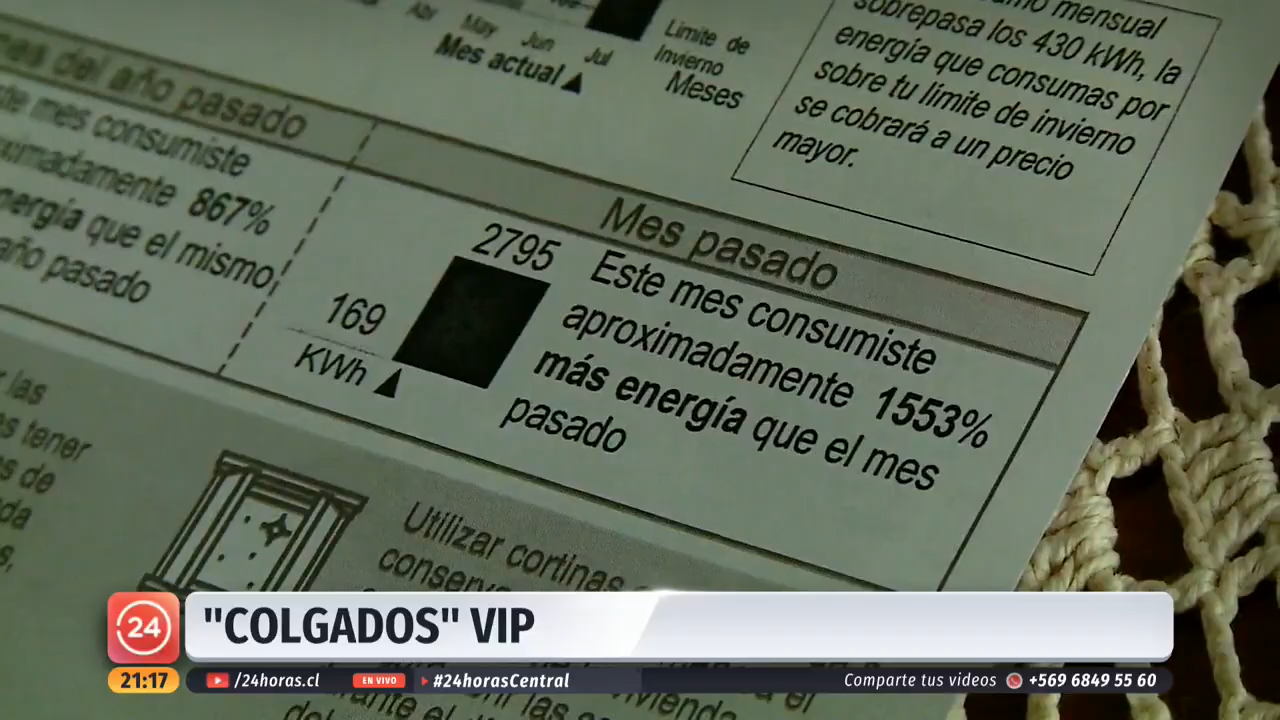 Abr May Jun Jul
Mes actual
Límite de
Invierno
Meses
mensual
sobrepasa los 430 kWh, la
energía que consumas por
sobre tu límite de invierno
se cobrará a un precio
mayor.
del año pasado
mes consumiste
867%
energía que el mismo
año pasado
Mes pasado
2795
169
KWh
Este mes consumiste
aproximadamente 1553%
más energía que el mes
pasado
las
tener
de
Utilizar cortinas
24
"COLGADOS" VIP
21:17
/24horas.cl
EN VIVO
#24horasCentral
Comparte tus videos
+569 6849 55 60